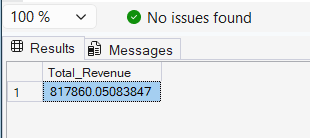 100 %
No issues found
Results
Messages
Total_Revenue
1
817860.05083847